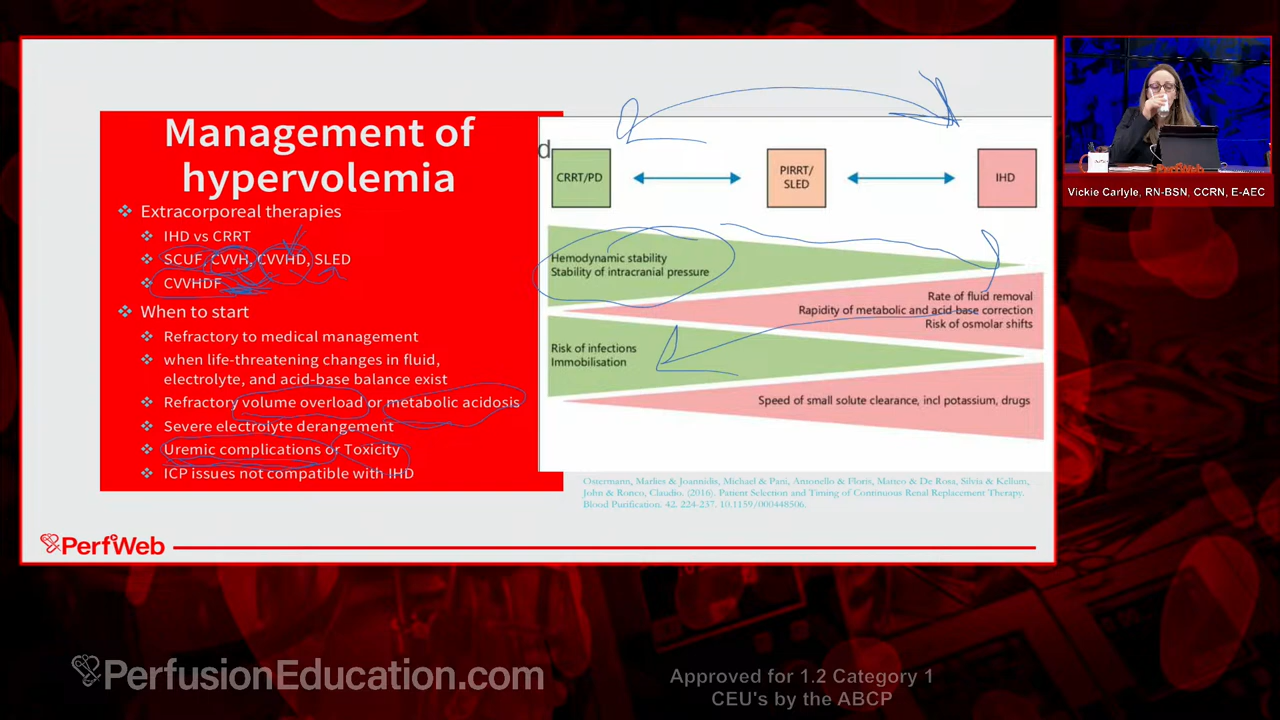 Management of
hypervolemia
Extracorporeal therapies
IHD vs CRRT
SCUF, CVVH, CVVHD, SLED
CVVHDF
When to start
Refractory to medical management
when life-threatening changes in fluid,
electrolyte, and acid-base balance exist
Refractory volume overload or metabolic acidosis
Severe electrolyte derangement
Uremic complications or Toxicity
ICP issues not compatible with IHD
d
CRRT/PD
PIRRT/
SLED
IHD
Hemodynamic stability
Stability of intracranial pressure
Rate of fluid removal
Rapidity of metabolic and acid-base correction
Risk of osmolar shifts
Risk of infections
Immobilisation
Speed of small solute clearance, incl potassium, drugs
Ostermann, Marlies & Joannidis, Michael & Pani, Antonello & Floris, Matteo & De Rosa, Silvia & Kellum,
John & Ronco, Claudio. (2016). Patient Selection and Timing of Continuous Renal Replacement Therapy.
Blood Purification. 42. 224-237. 10.1159/000448506.
PerfWeb
Vickie Carlyle, RN-BSN, CCRN, E-AEC
PerfusionEducation.com
Approved for 1.2 Category 1
CEU's by the ABCP